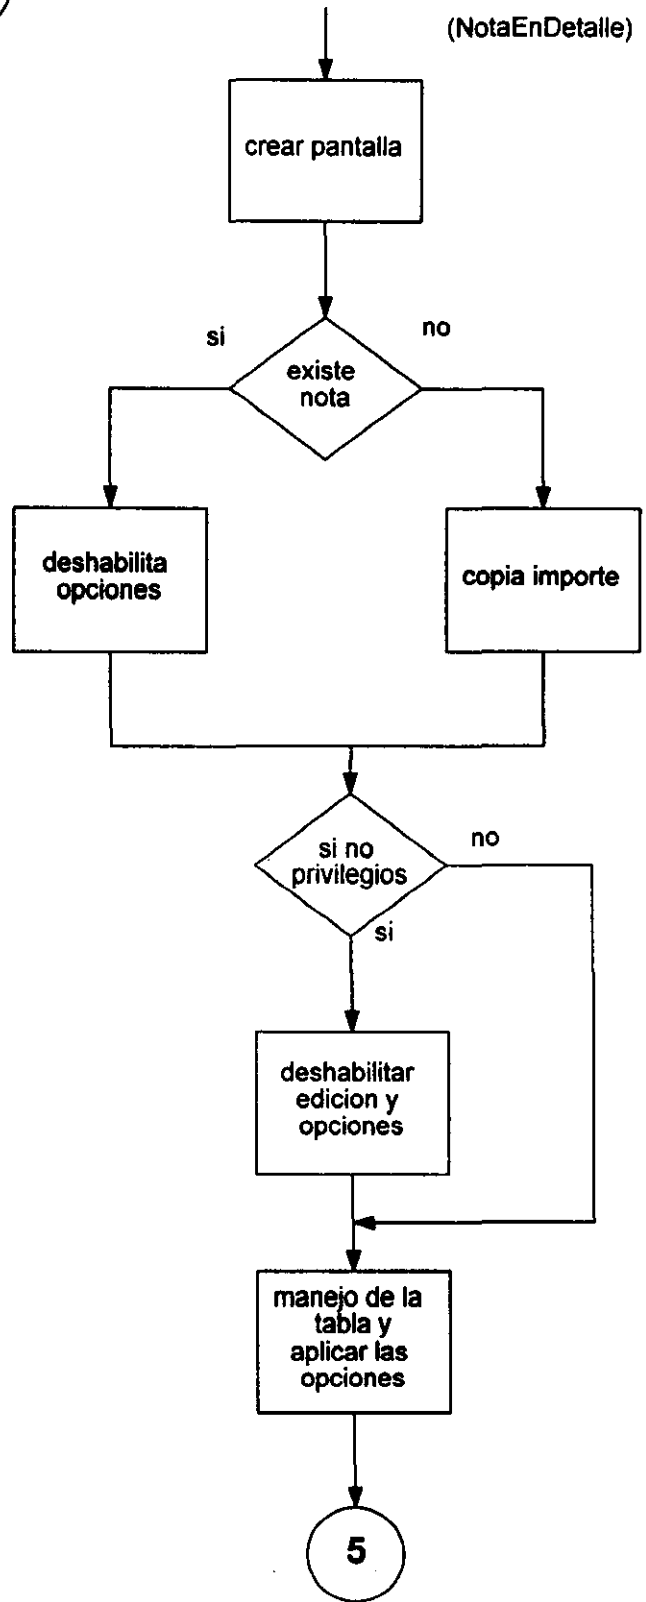 (NotaEnDetalle)
crear pantalla
si
no
existe
nota
deshabilita
opciones
copia importe
si no
privilegios
no
si
deshabilitar
edicion y
opciones
manejo de la
tabla y
aplicar las
opciones
5